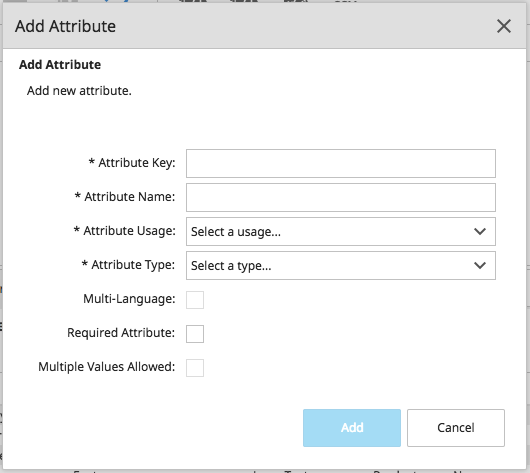 Add Attribute
Add Attribute
Add new attribute.
* Attribute Key:
* Attribute Name:
* Attribute Usage: Select a usage...
* Attribute Type: Select a type...
Multi-Language:
Required Attribute:
Multiple Values Allowed:
Add Cancel